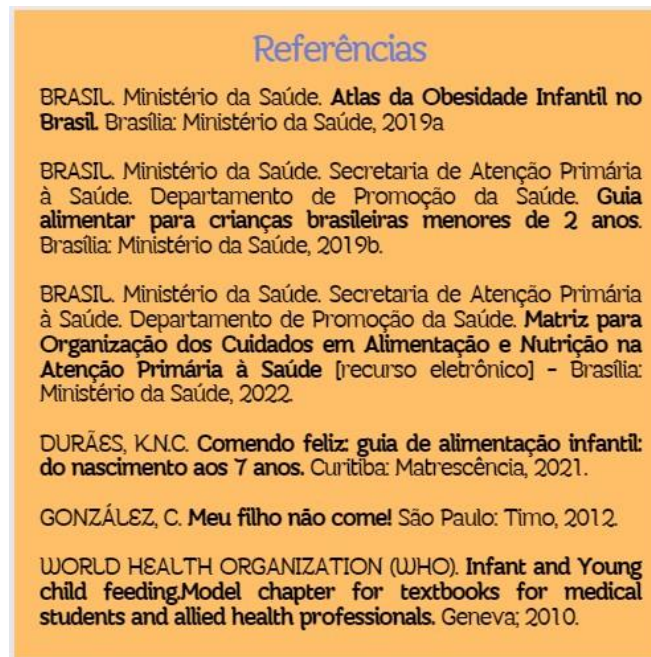 Referências
BRASIL. Ministério da Saúde. Atlas da Obesidade Infantil no
Brasil. Brasília: Ministério da Saúde, 2019a
BRASIL. Ministério da Saúde. Secretaria de Atenção Primária
à Saúde. Departamento de Promoção da Saúde. Guia
alimentar para crianças brasileiras menores de 2 anos.
Brasília: Ministério da Saúde, 2019b.
BRASIL. Ministério da Saúde. Secretaria de Atenção Primária
à Saúde. Departamento de Promoção da Saúde. Matriz para
Organização dos Cuidados em Alimentação e Nutrição na
Atenção Primária à Saúde [recurso eletrônico] - Brasília:
Ministério da Saúde, 2022.
DURÃES, K.N.C. Comendo feliz: guia de alimentação infantil:
do nascimento aos 7 anos. Curitiba: Matrescência, 2021.
GONZÁLEZ, C. Meu filho não come! São Paulo: Timo, 2012.
WORLD HEALTH ORGANIZATION (WHO). Infant and Young
child feeding.Model chapter for textbooks for medical
students and allied health professionals. Geneva; 2010.